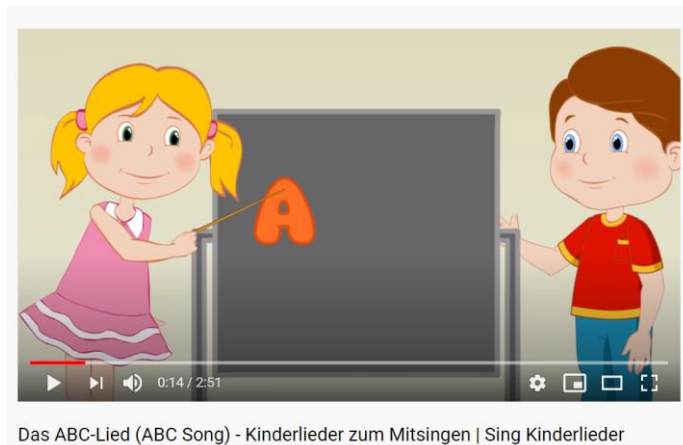 A
0:14 / 2:51
Das ABC-Lied (ABC Song) - Kinderlieder zum Mitsingen | Sing Kinderlieder